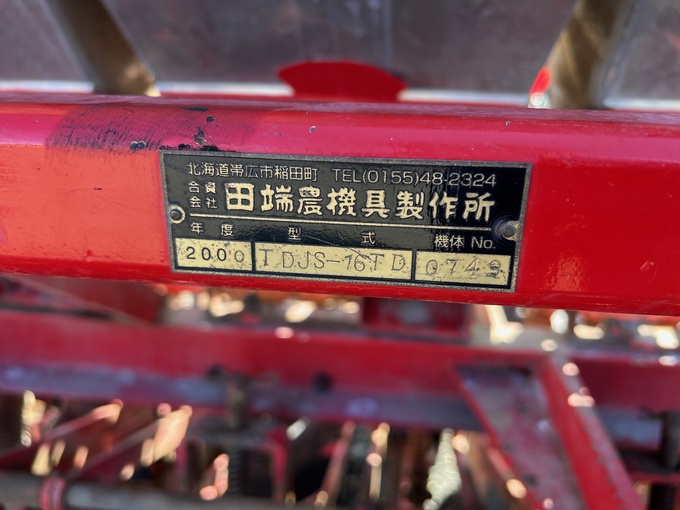 北海道帯広市稲田町 TEL(0155)48-2324
合資会社 田端農機具製作所
年度 型式 機体No.
2000 TDJS-16TD 0749